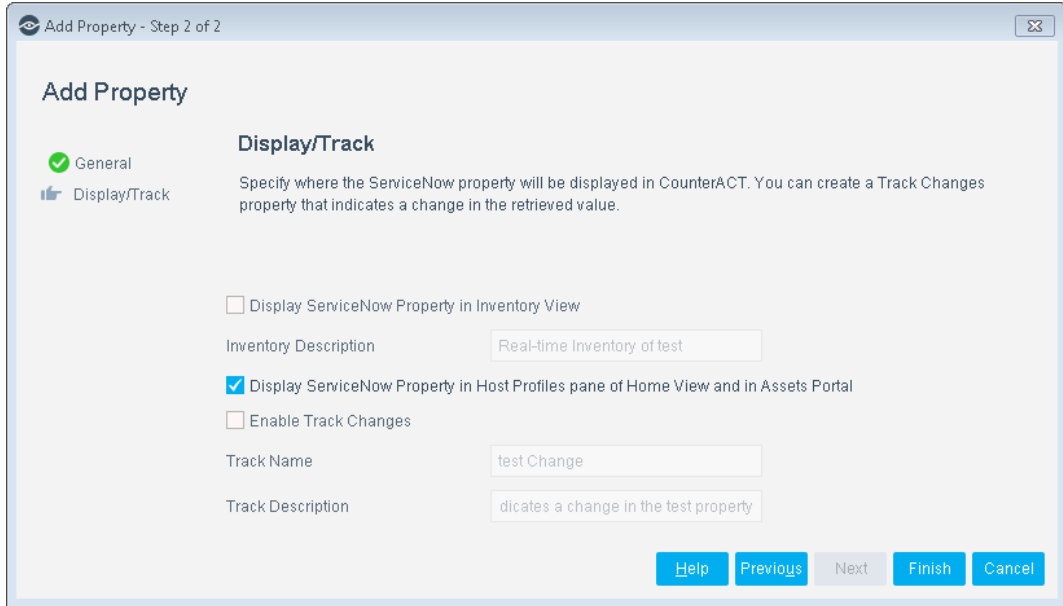 Add Property - Step 2 of 2
Add Property
General
Display/Track
Display/Track
Specify where the ServiceNow property will be displayed in CounterACT. You can create a Track Changes
property that indicates a change in the retrieved value.
Display ServiceNow Property in Inventory View
Inventory Description Real-time Inventory of test
Display ServiceNow Property in Host Profiles pane of Home View and in Assets Portal
Enable Track Changes
Track Name test Change
Track Description dicates a change in the test property
Help Previous Next Finish Cancel